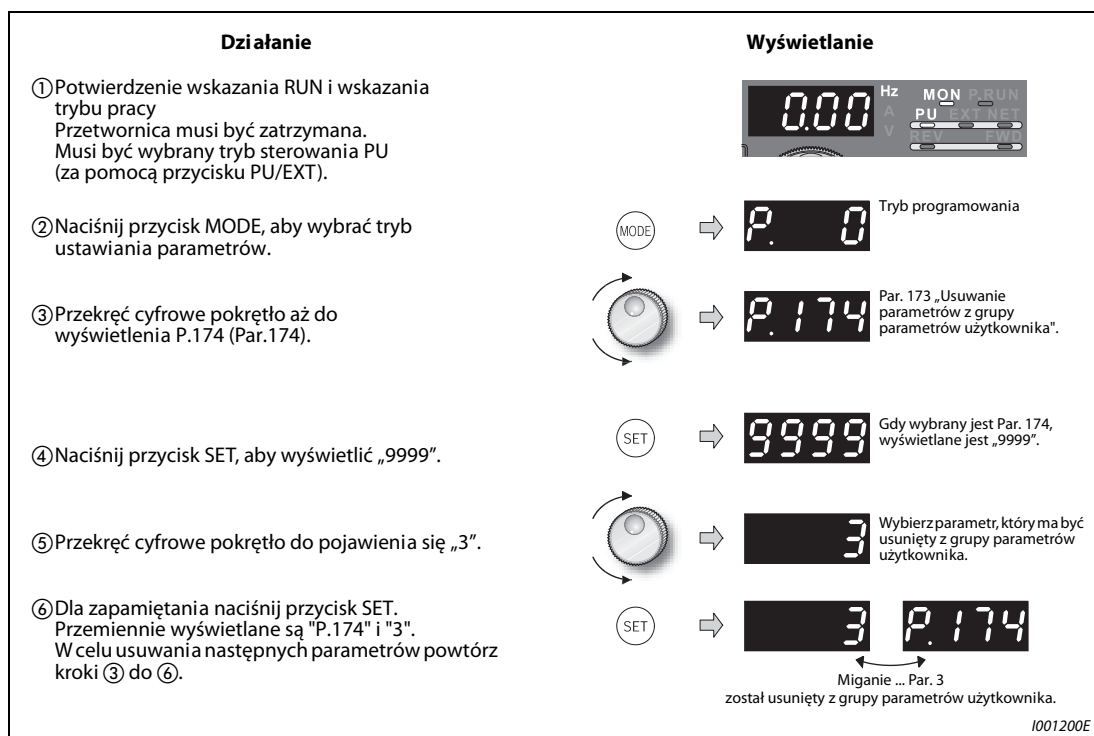 Działanie
Wyświetlanie
①Potwierdzenie wskazania RUN i wskazania
trybu pracy
Przetwornica musi być zatrzymana.
Musi być wybrany tryb sterowania PU
(za pomocą przycisku PU/EXT).
0.00
Hz
A
V
MON P.RUN
PU EXT NET
REV FWD
②Naciśnij przycisk MODE, aby wybrać tryb
ustawiania parametrów.
MODE
P. 0
Tryb programowania
③Przekręć cyfrowe pokrętło aż do
wyświetlenia P.174 (Par.174).
P.174
Par. 173 „Usuwanie
parametrów z grupy
parametrów użytkownika".
④Naciśnij przycisk SET, aby wyświetlić „9999”.
SET
9999
Gdy wybrany jest Par. 174,
wyświetlane jest „9999”.
⑤Przekręć cyfrowe pokrętło do pojawienia się „3”.
3
Wybierz parametr, który ma być
usunięty z grupy parametrów
użytkownika.
⑥Dla zapamiętania naciśnij przycisk SET.
Przemiennie wyświetlane są "P.174" i "3".
W celu usuwania następnych parametrów powtórz
kroki ③ do ⑥.
SET
3 P.174
Miganie ... Par. 3
został usunięty z grupy parametrów użytkownika.
I001200E